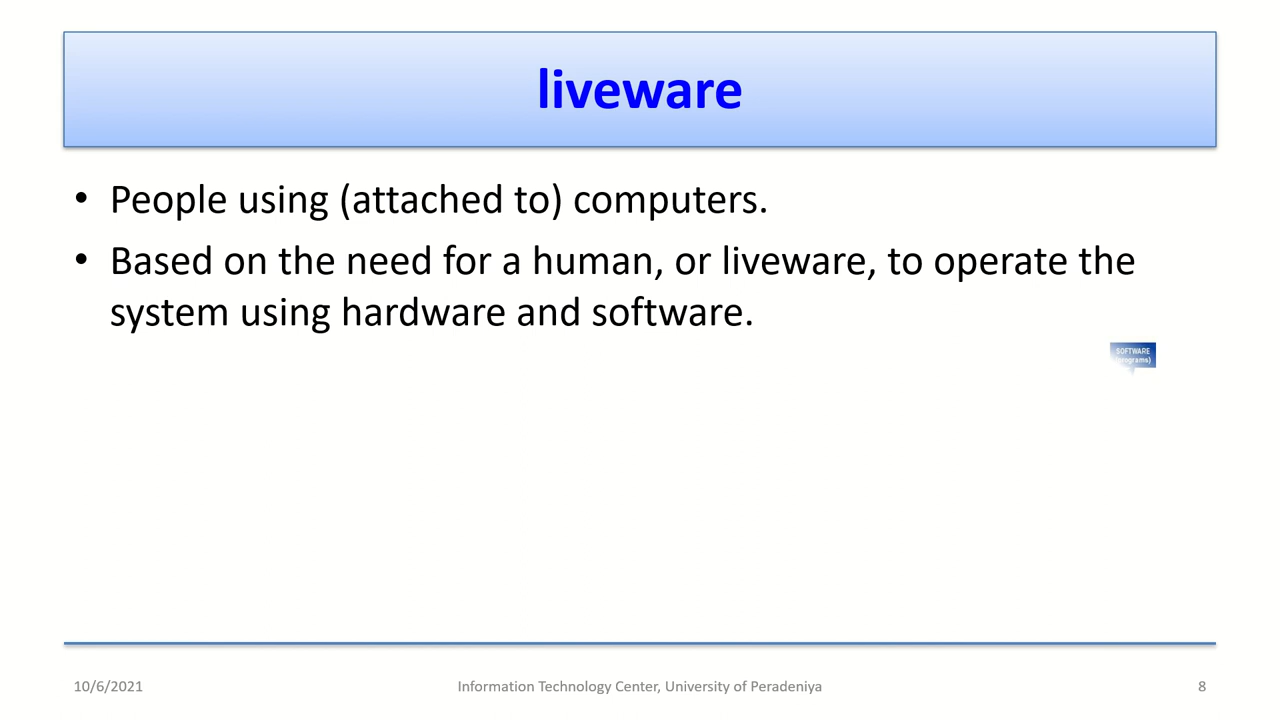 liveware
• People using (attached to) computers.
• Based on the need for a human, or liveware, to operate the
system using hardware and software.
SOFTWARE
10/6/2021
Information Technology Center, University of Peradeniya
8